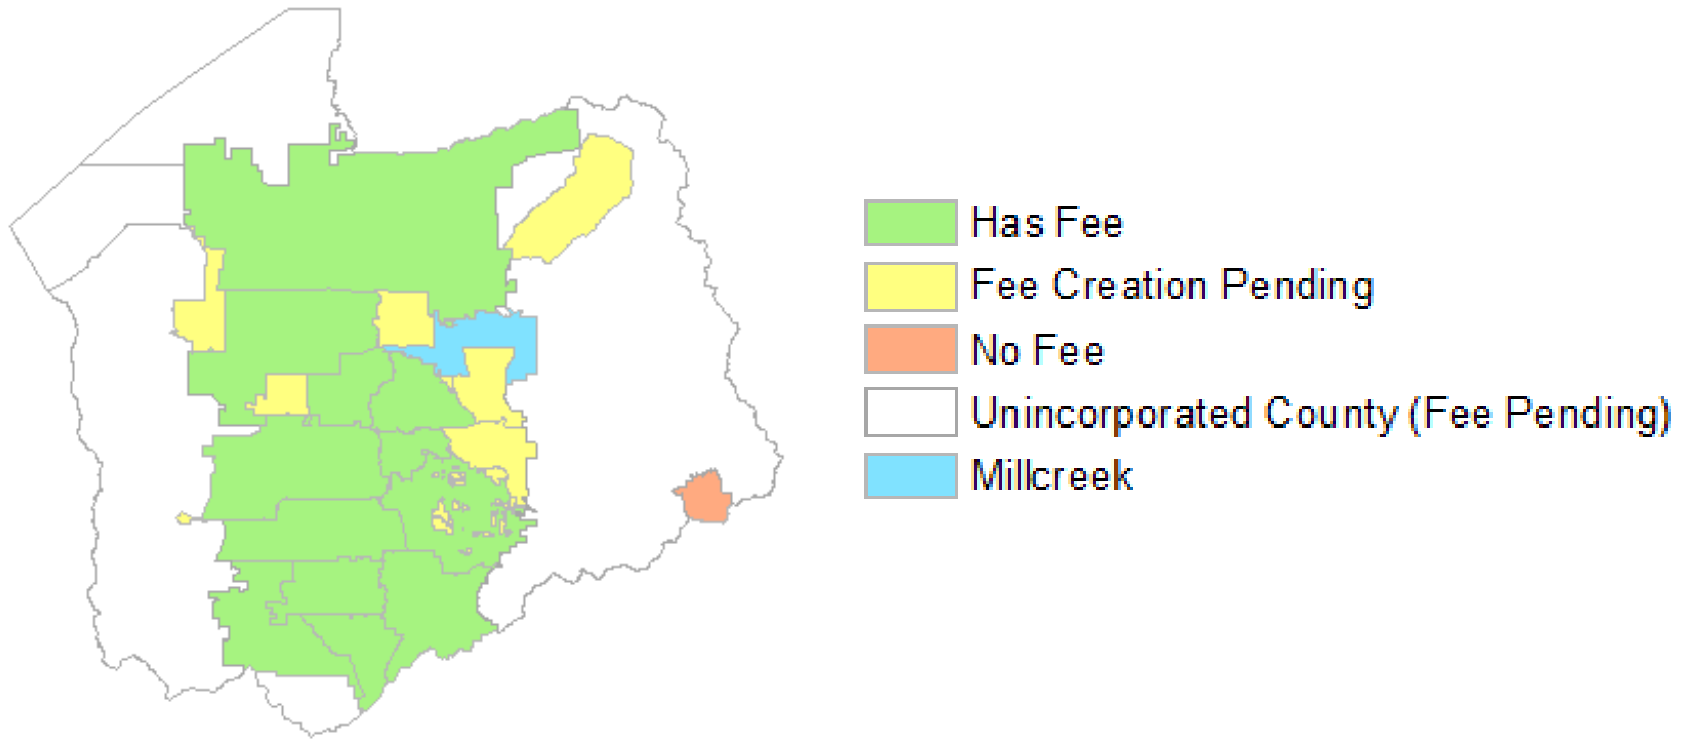 Has Fee
Fee Creation Pending
No Fee
Unincorporated County (Fee Pending)
Millcreek